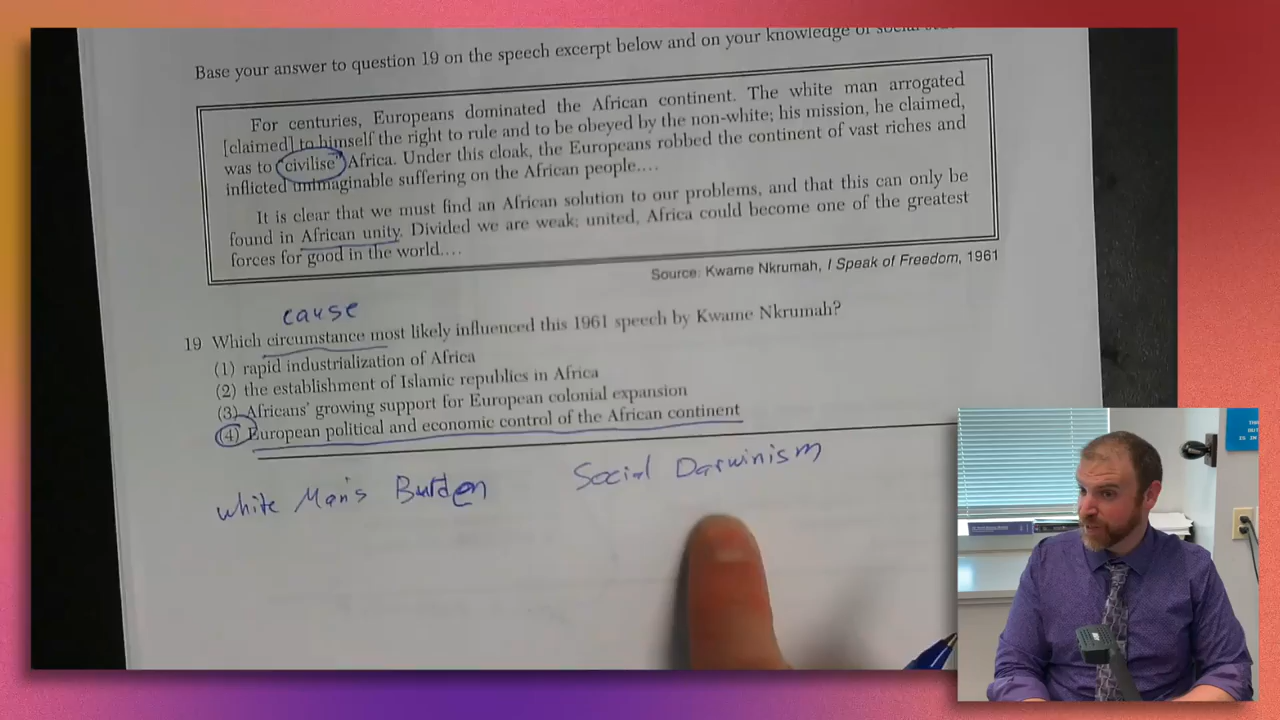 Base your answer to question 19 on the speech excerpt below and on your knowledge of social
For centuries, Europeans dominated the African continent. The white man arrogated
[claimed] to himself the right to rule and to be obeyed by the non-white; his mission, he claimed,
was to "civilise" Africa. Under this cloak, the Europeans robbed the continent of vast riches and
inflicted unimaginable suffering on the African people....
It is clear that we must find an African solution to our problems, and that this can only be
found in African unity. Divided we are weak; united, Africa could become one of the greatest
forces for good in the world....
Source: Kwame Nkrumah, I Speak of Freedom, 1961
cause
19 Which circumstance most likely influenced this 1961 speech by Kwame Nkrumah?
(1) rapid industrialization of Africa
(2) the establishment of Islamic republics in Africa
(3) Africans' growing support for European colonial expansion
(4) European political and economic control of the African continent
White Man's Burden
Social Darwinism